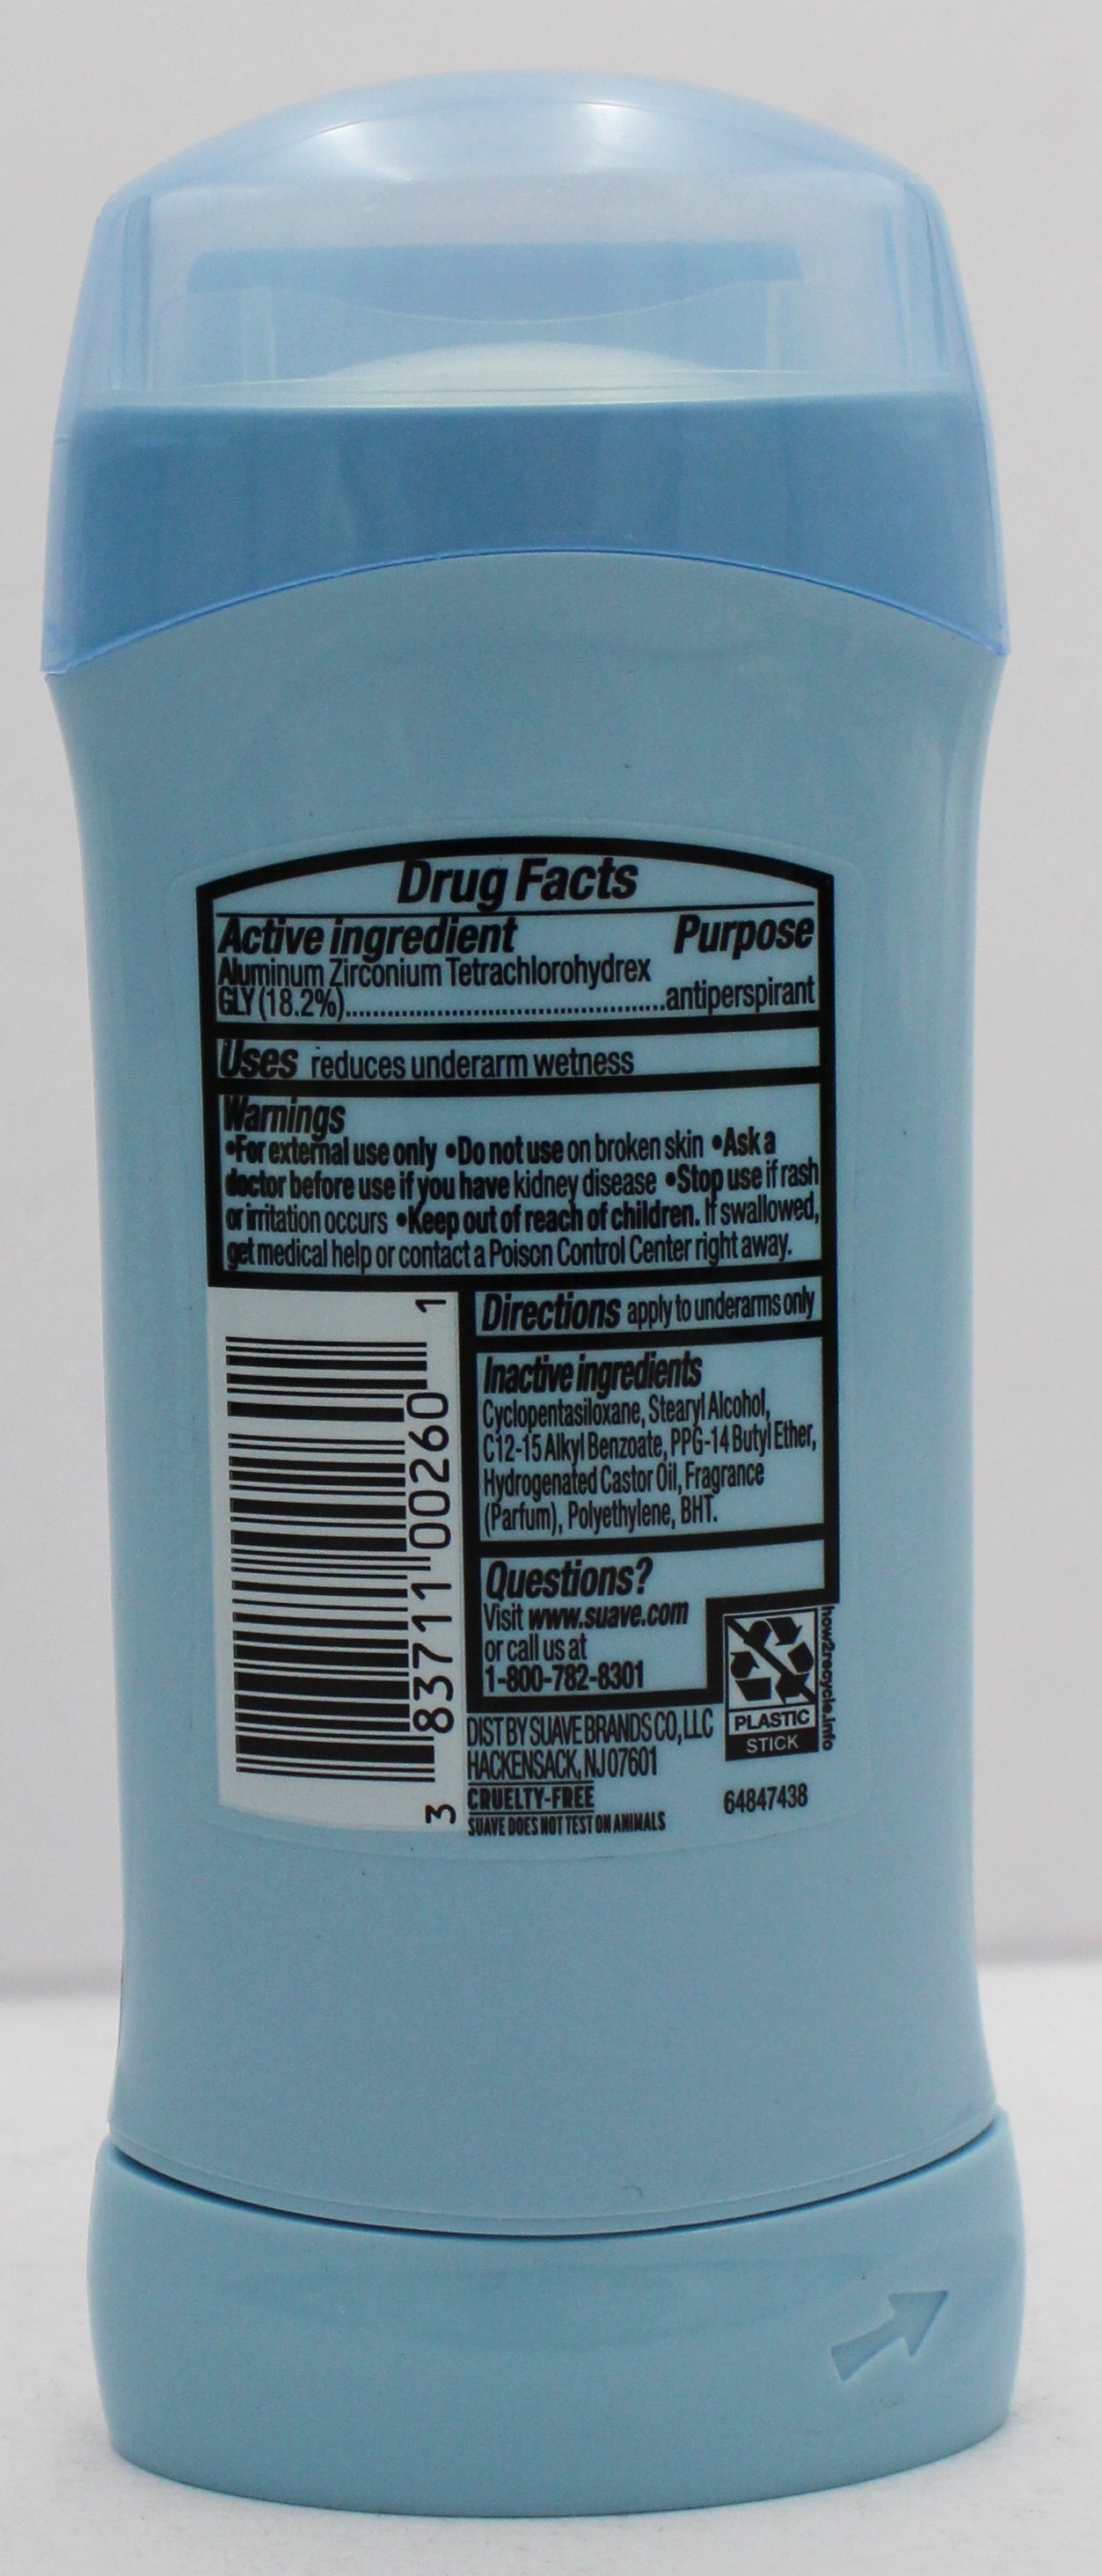 Drug Facts
Active ingredient Purpose
Aluminum Zirconium Tetrachlorohydrex
GLY (18.2%)........................................antiperspirant
Uses reduces underarm wetness
Warnings
•For external use only •Do not use on broken skin •Ask a
doctor before use if you have kidney disease •Stop use if rash
or irritation occurs •Keep out of reach of children. If swallowed,
get medical help or contact a Poison Control Center right away.
Directions apply to underarms only
Inactive ingredients
Cyclopentasiloxane, Stearyl Alcohol,
C12-15 Alkyl Benzoate, PPG-14 Butyl Ether,
Hydrogenated Castor Oil, Fragrance
(Parfum), Polyethylene, BHT.
Questions?
Visit www.suave.com
or call us at
1-800-782-8301
3 83711 00260 1
how2recycle.info
PLASTIC
STICK
DIST BY SUAVE BRANDS CO, LLC
HACKENSACK, NJ 07601
CRUELTY-FREE
SUAVE DOES NOT TEST ON ANIMALS
64847438